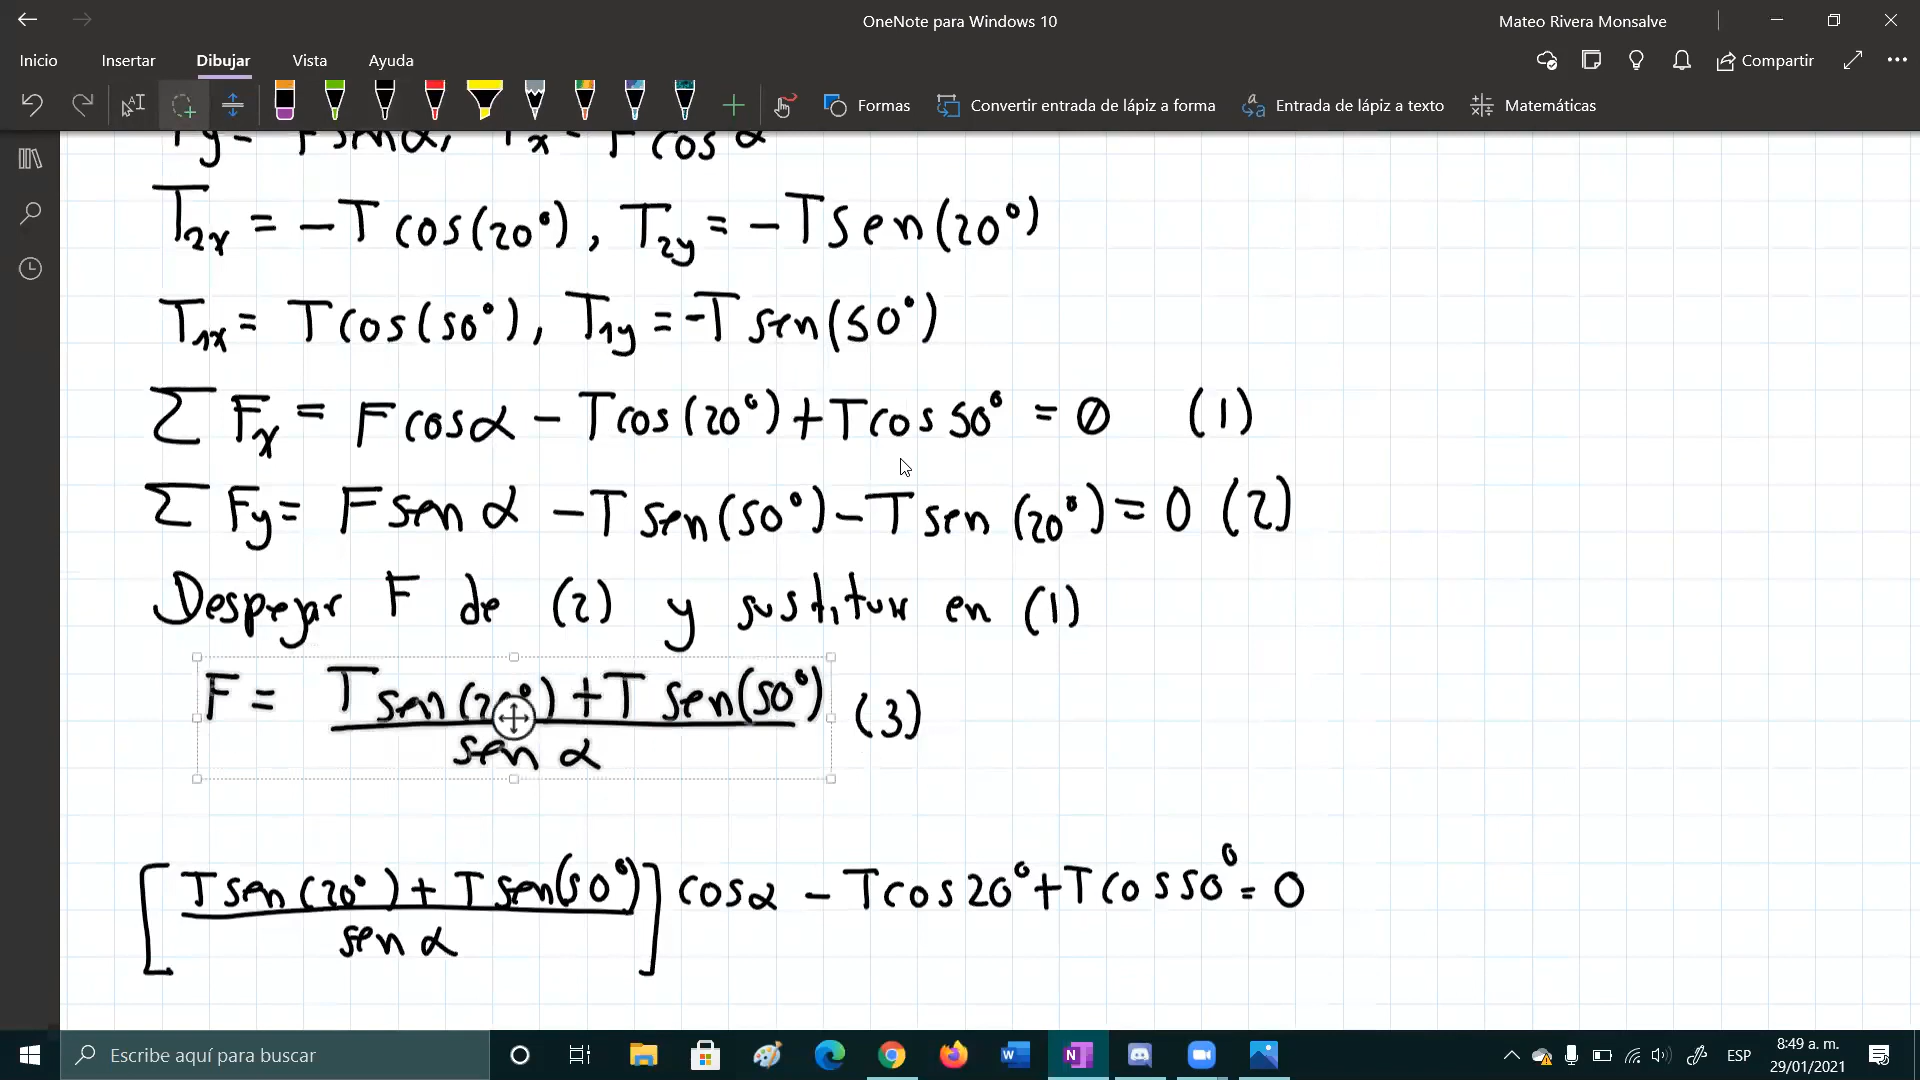 OneNote para Windows 10
Mateo Rivera Monsalve
Inicio Insertar Dibujar Vista Ayuda
Compartir
Formas Convertir entrada de lápiz a forma Entrada de lápiz a texto Matemáticas
Fy = F sen α, Fx = F cos α
T2x = -T cos(20°), T2y = -T sen(20°)
T1x = T cos(50°), T1y = -T sen(50°)
Σ Fx = F cosα - T cos(20°) + T cos 50° = 0 (1)
Σ Fy = F sen α - T sen(50°) - T sen (20°) = 0 (2)
Despejar F de (2) y sustituir en (1)
F = T sen(20°) + T sen(50°) (3)
sen α
[T sen(20°) + T sen(50°)] cosα - T cos 20° + T cos 50° = 0
sen α
Escribe aquí para buscar
ESP
8:49 a. m.
29/01/2021